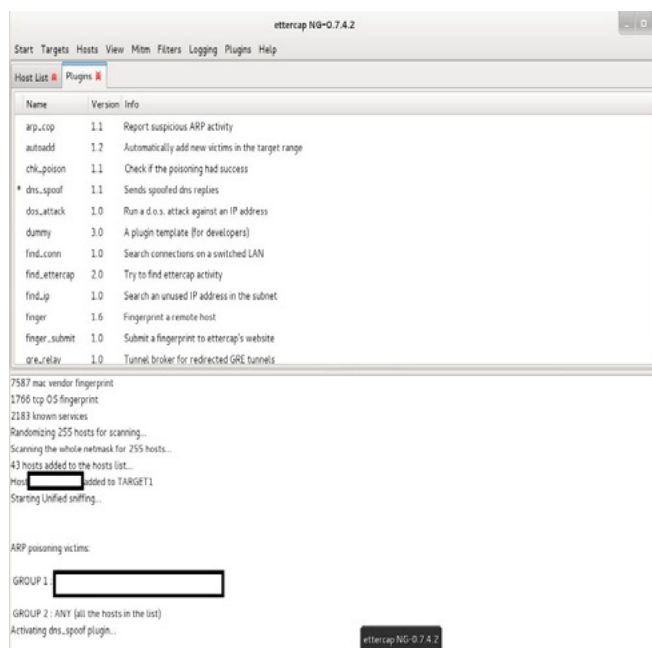 ettercap NG-0.7.4.2
Start Targets Hosts View Mitm Filters Logging Plugins Help
Host List Plugins
Name Version Info
arp_cop 1.1 Report suspicious ARP activity
autoadd 1.2 Automatically add new victims in the target range
chk_poison 1.1 Check if the poisoning had success
* dns_spoof 1.1 Sends spoofed dns replies
dos_attack 1.0 Run a d.o.s. attack against an IP address
dummy 3.0 A plugin template (for developers)
find_conn 1.0 Search connections on a switched LAN
find_ettercap 2.0 Try to find ettercap activity
find_ip 1.0 Search an unused IP address in the subnet
finger 1.6 Fingerprint a remote host
finger_submit 1.0 Submit a fingerprint to ettercap's website
gre_relay 1.0 Tunnel broker for redirected GRE tunnels
7587 mac vendor fingerprint
1766 tcp OS fingerprint
2183 known services
Randomizing 255 hosts for scanning...
Scanning the whole netmask for 255 hosts...
43 hosts added to the hosts list...
Host added to TARGET1
Starting Unified sniffing...
ARP poisoning victims:
GROUP 1 :
GROUP 2 : ANY (all the hosts in the list)
Activating dns_spoof plugin...
ettercap NG-0.7.4.2